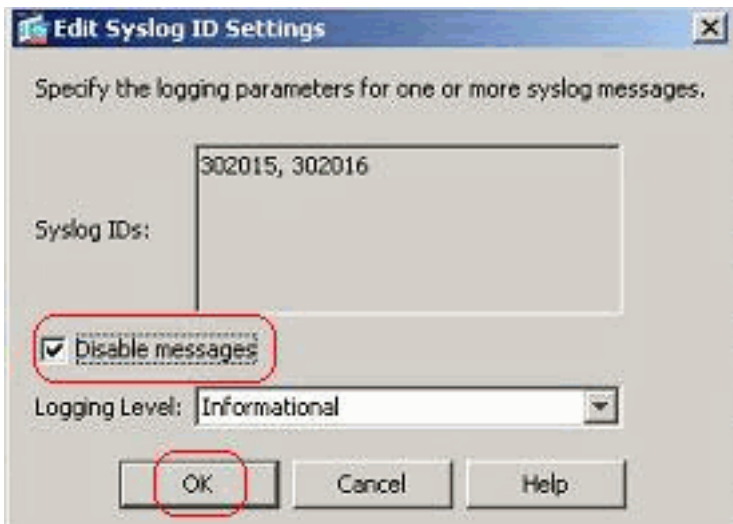 Edit Syslog ID Settings
Specify the logging parameters for one or more syslog messages.
302015, 302016
Syslog IDs:
Disable messages
Logging Level: Informational
OK Cancel Help